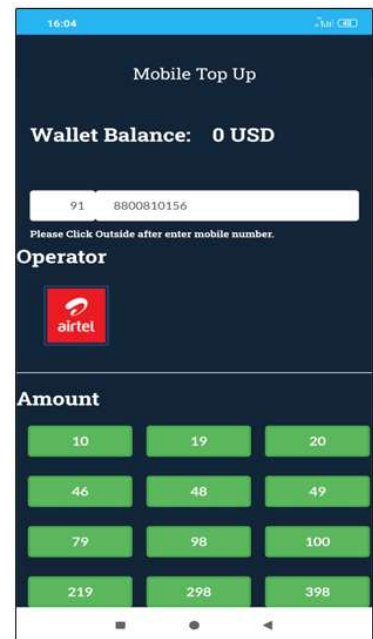 16:04
Mobile Top Up
Wallet Balance: 0 USD
91 8800810156
Please Click Outside after enter mobile number.
Operator
airtel
Amount
10 19 20
46 48 49
79 98 100
219 298 398